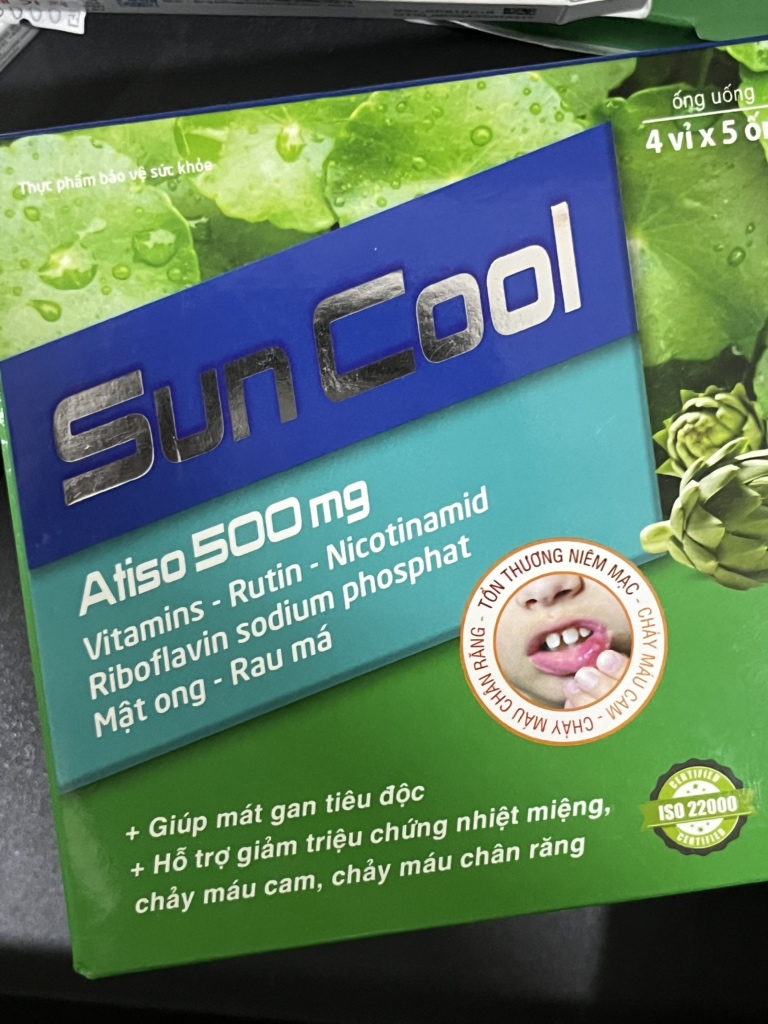 ống uống
4 vỉ x 5
Thực phẩm bảo vệ sức khỏe
Sun Cool
Atiso 500 mg
Vitamins - Rutin - Nicotinamid
Riboflavin sodium phosphat
Mật ong - Rau má
TỔN THƯƠNG NIÊM MẠC - CHẢY MÁU CAM - CHẢY MÁU CHÂN RĂNG -
CERTIFIED
ISO 22000
CERTIFIED
+ Giúp mát gan tiêu độc
+ Hỗ trợ giảm triệu chứng nhiệt miệng,
chảy máu cam, chảy máu chân răng